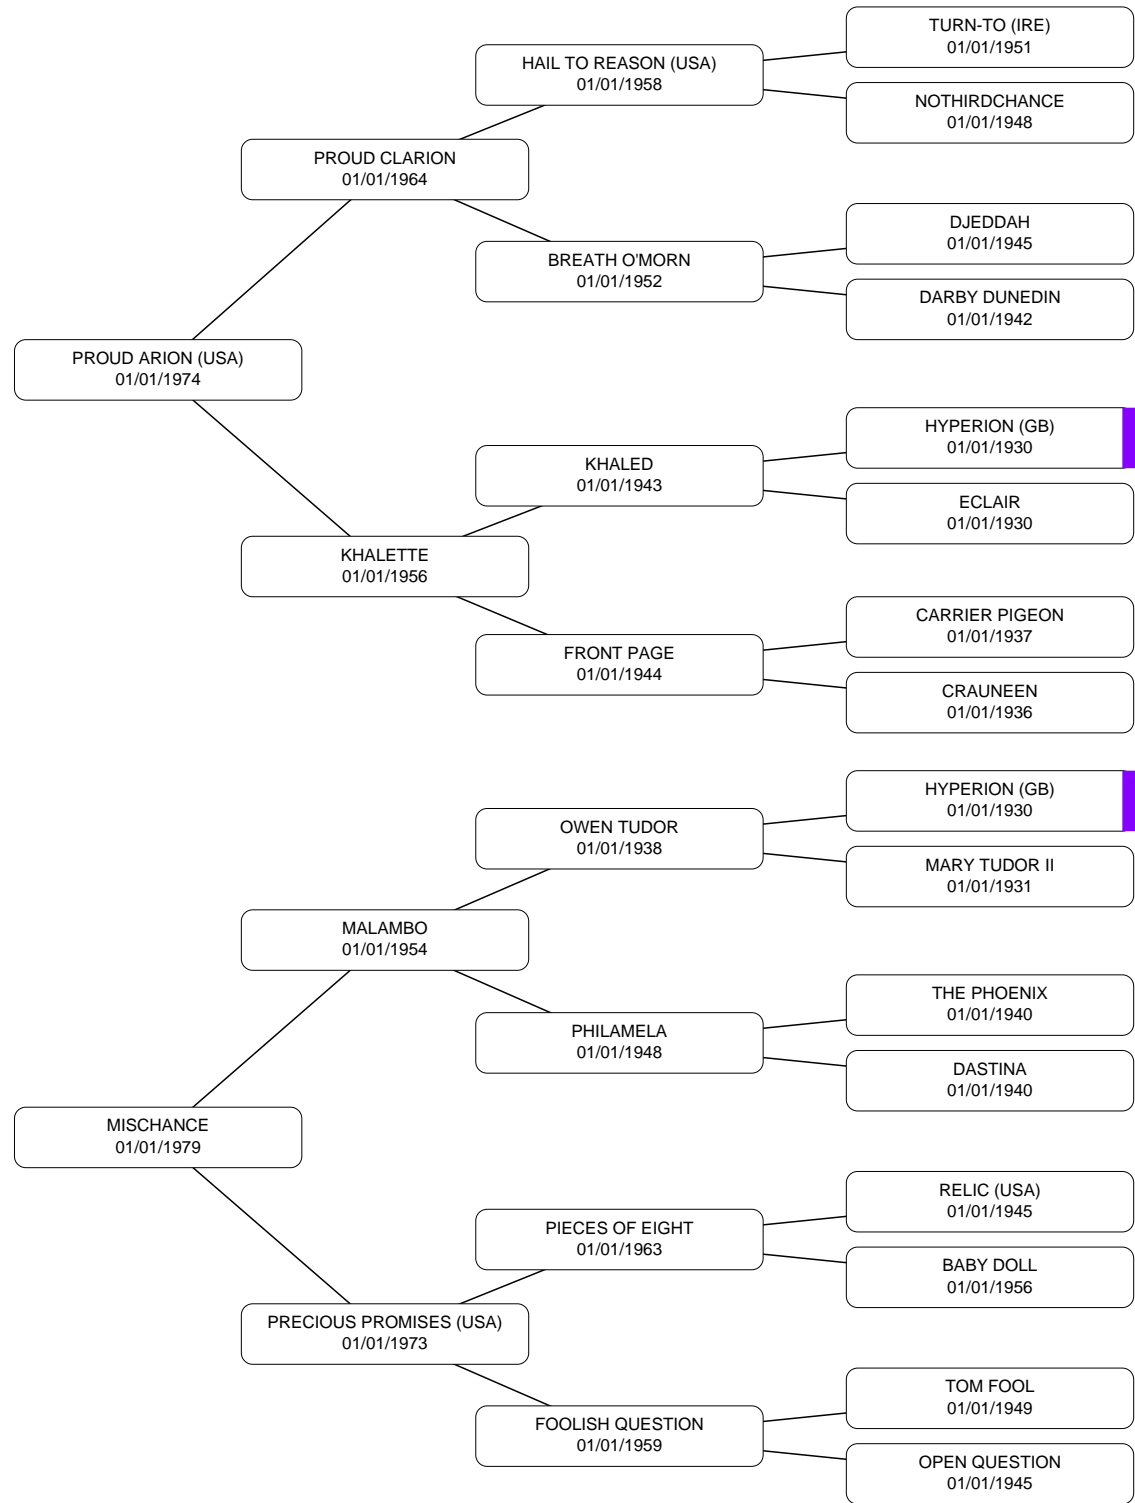 TURN-TO (IRE)
01/01/1951
HAIL TO REASON (USA)
01/01/1958
NOTHIRDCHANCE
01/01/1948
PROUD CLARION
01/01/1964
DJEDDAH
01/01/1945
BREATH O'MORN
01/01/1952
DARBY DUNEDIN
01/01/1942
PROUD ARION (USA)
01/01/1974
HYPERION (GB)
01/01/1930
KHALED
01/01/1943
ECLAIR
01/01/1930
KHALETTE
01/01/1956
CARRIER PIGEON
01/01/1937
FRONT PAGE
01/01/1944
CRAUNEEN
01/01/1936
HYPERION (GB)
01/01/1930
OWEN TUDOR
01/01/1938
MARY TUDOR II
01/01/1931
MALAMBO
01/01/1954
THE PHOENIX
01/01/1940
PHILAMELA
01/01/1948
DASTINA
01/01/1940
MISCHANCE
01/01/1979
RELIC (USA)
01/01/1945
PIECES OF EIGHT
01/01/1963
BABY DOLL
01/01/1956
PRECIOUS PROMISES (USA)
01/01/1973
TOM FOOL
01/01/1949
FOOLISH QUESTION
01/01/1959
OPEN QUESTION
01/01/1945